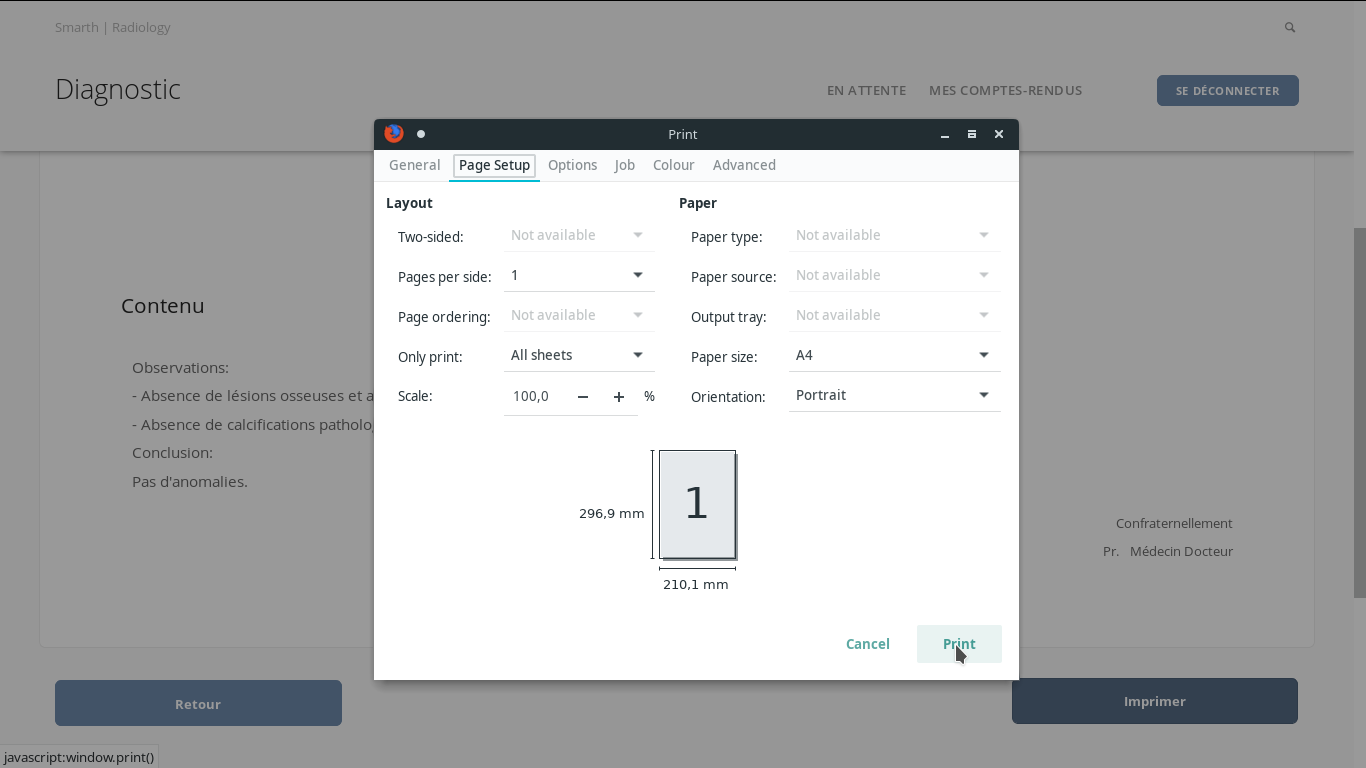 Smarth | Radiology
Diagnostic
EN ATTENTE MES COMPTES-RENDUS SE DÉCONNECTER
Print
General Page Setup Options Job Colour Advanced
Layout Paper
Two-sided: Not available Paper type: Not available
Pages per side: 1 Paper source: Not available
Page ordering: Not available Output tray: Not available
Only print: All sheets Paper size: A4
Scale: 100,0 − + % Orientation: Portrait
1
296,9 mm
210,1 mm
Cancel Print
Contenu
Observations:
- Absence de lésions osseuses et
- Absence de calcifications
Conclusion:
Pas d'anomalies.
Confraternellement
Pr. Médecin Docteur
Retour Imprimer
javascript:window.print()